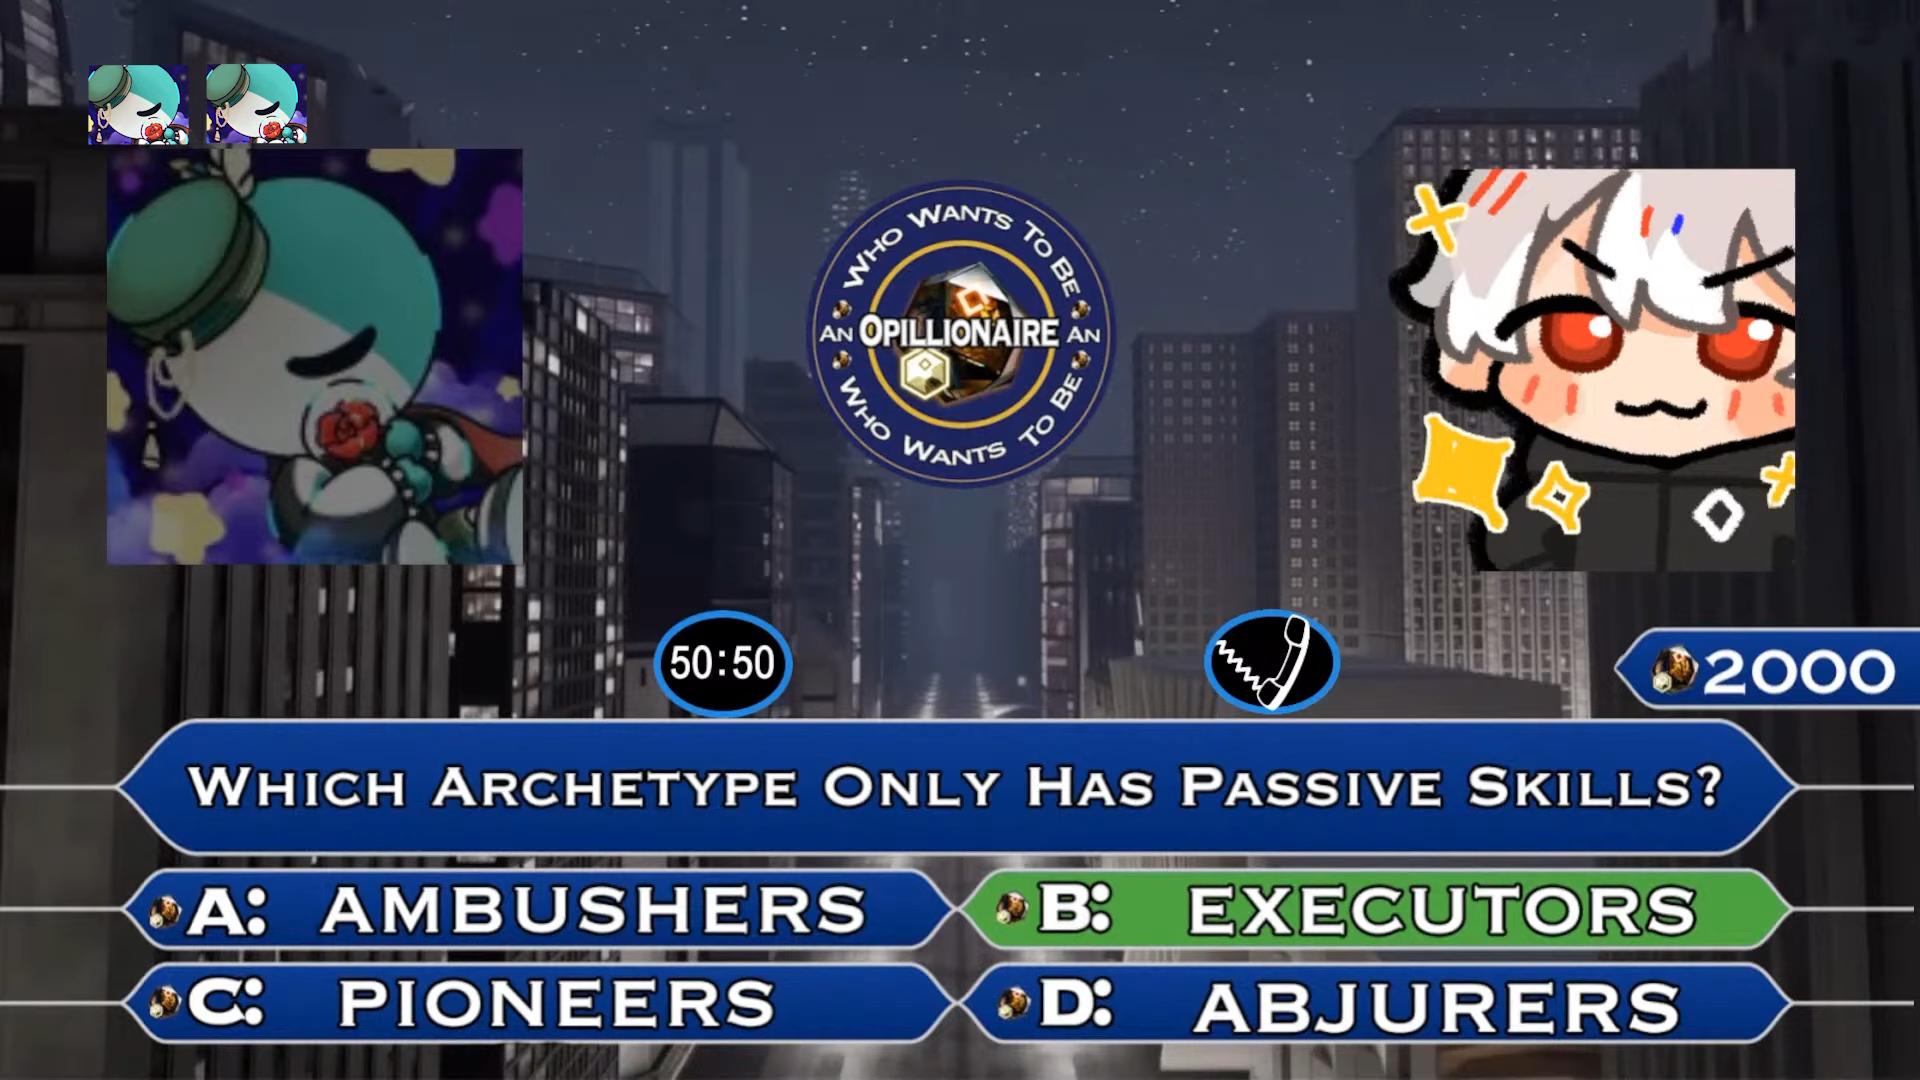 WHO WANTS TO BE
AN OPILLIONAIRE AN
WHO WANTS TO BE
50:50
2000
WHICH ARCHETYPE ONLY HAS PASSIVE SKILLS?
A: AMBUSHERS
B: EXECUTORS
C: PIONEERS
D: ABJURERS